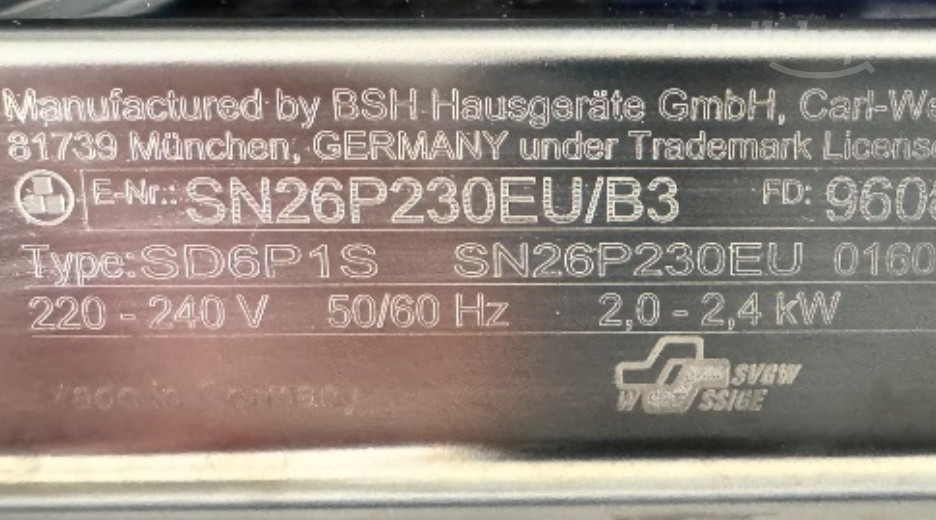 Manufactured by BSH Hausgeräte GmbH, Carl-We
81739 München, GERMANY under Trademark License
E-Nr.: SN26P230EU/B3 FD: 9608
Type: SD6P1S SN26P230EU 0160
220 - 240 V 50/60 Hz 2,0 - 2,4 kW
SVGW
SSIGE
Made in Germany